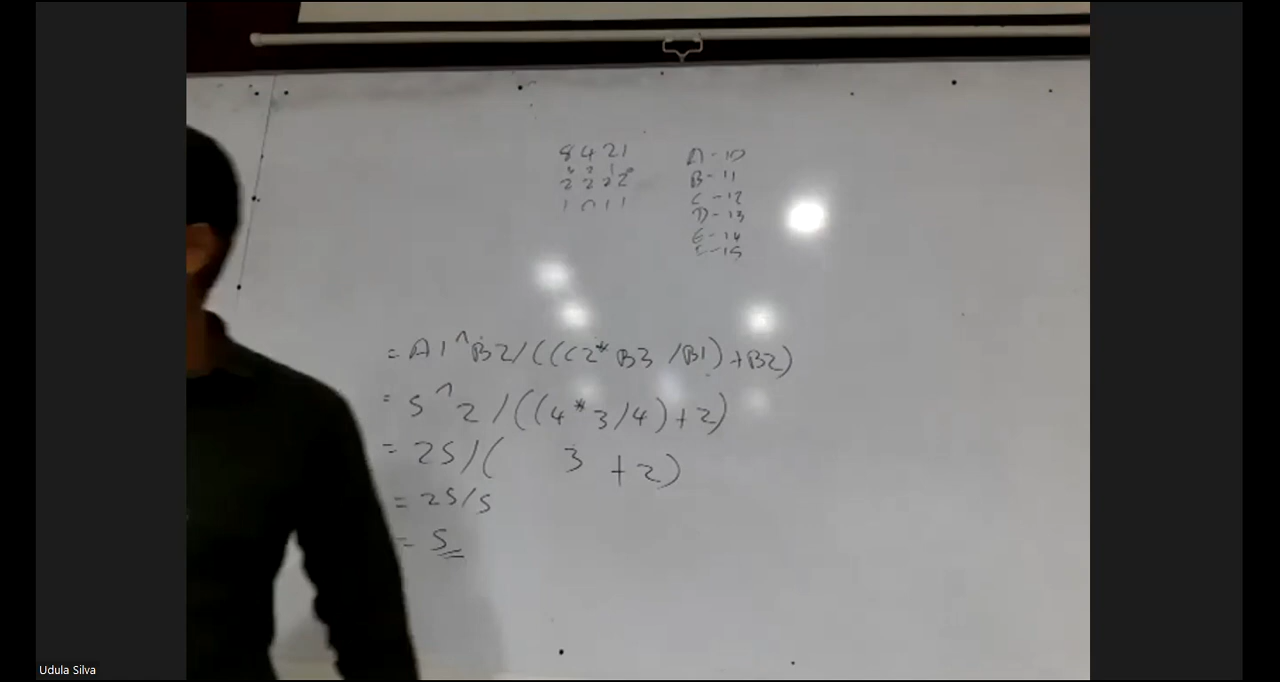 8 4 2 1
2³ 2² 2¹ 2⁰
1 0 1 1
A - 10
B - 11
C - 12
D - 13
E - 14
F - 15
= A1^B2/(((C2*B3/B1)+B2)
= 5^2/((4*3/4)+2)
= 25/( 3 +2)
= 25/5
= 5
Udula Silva